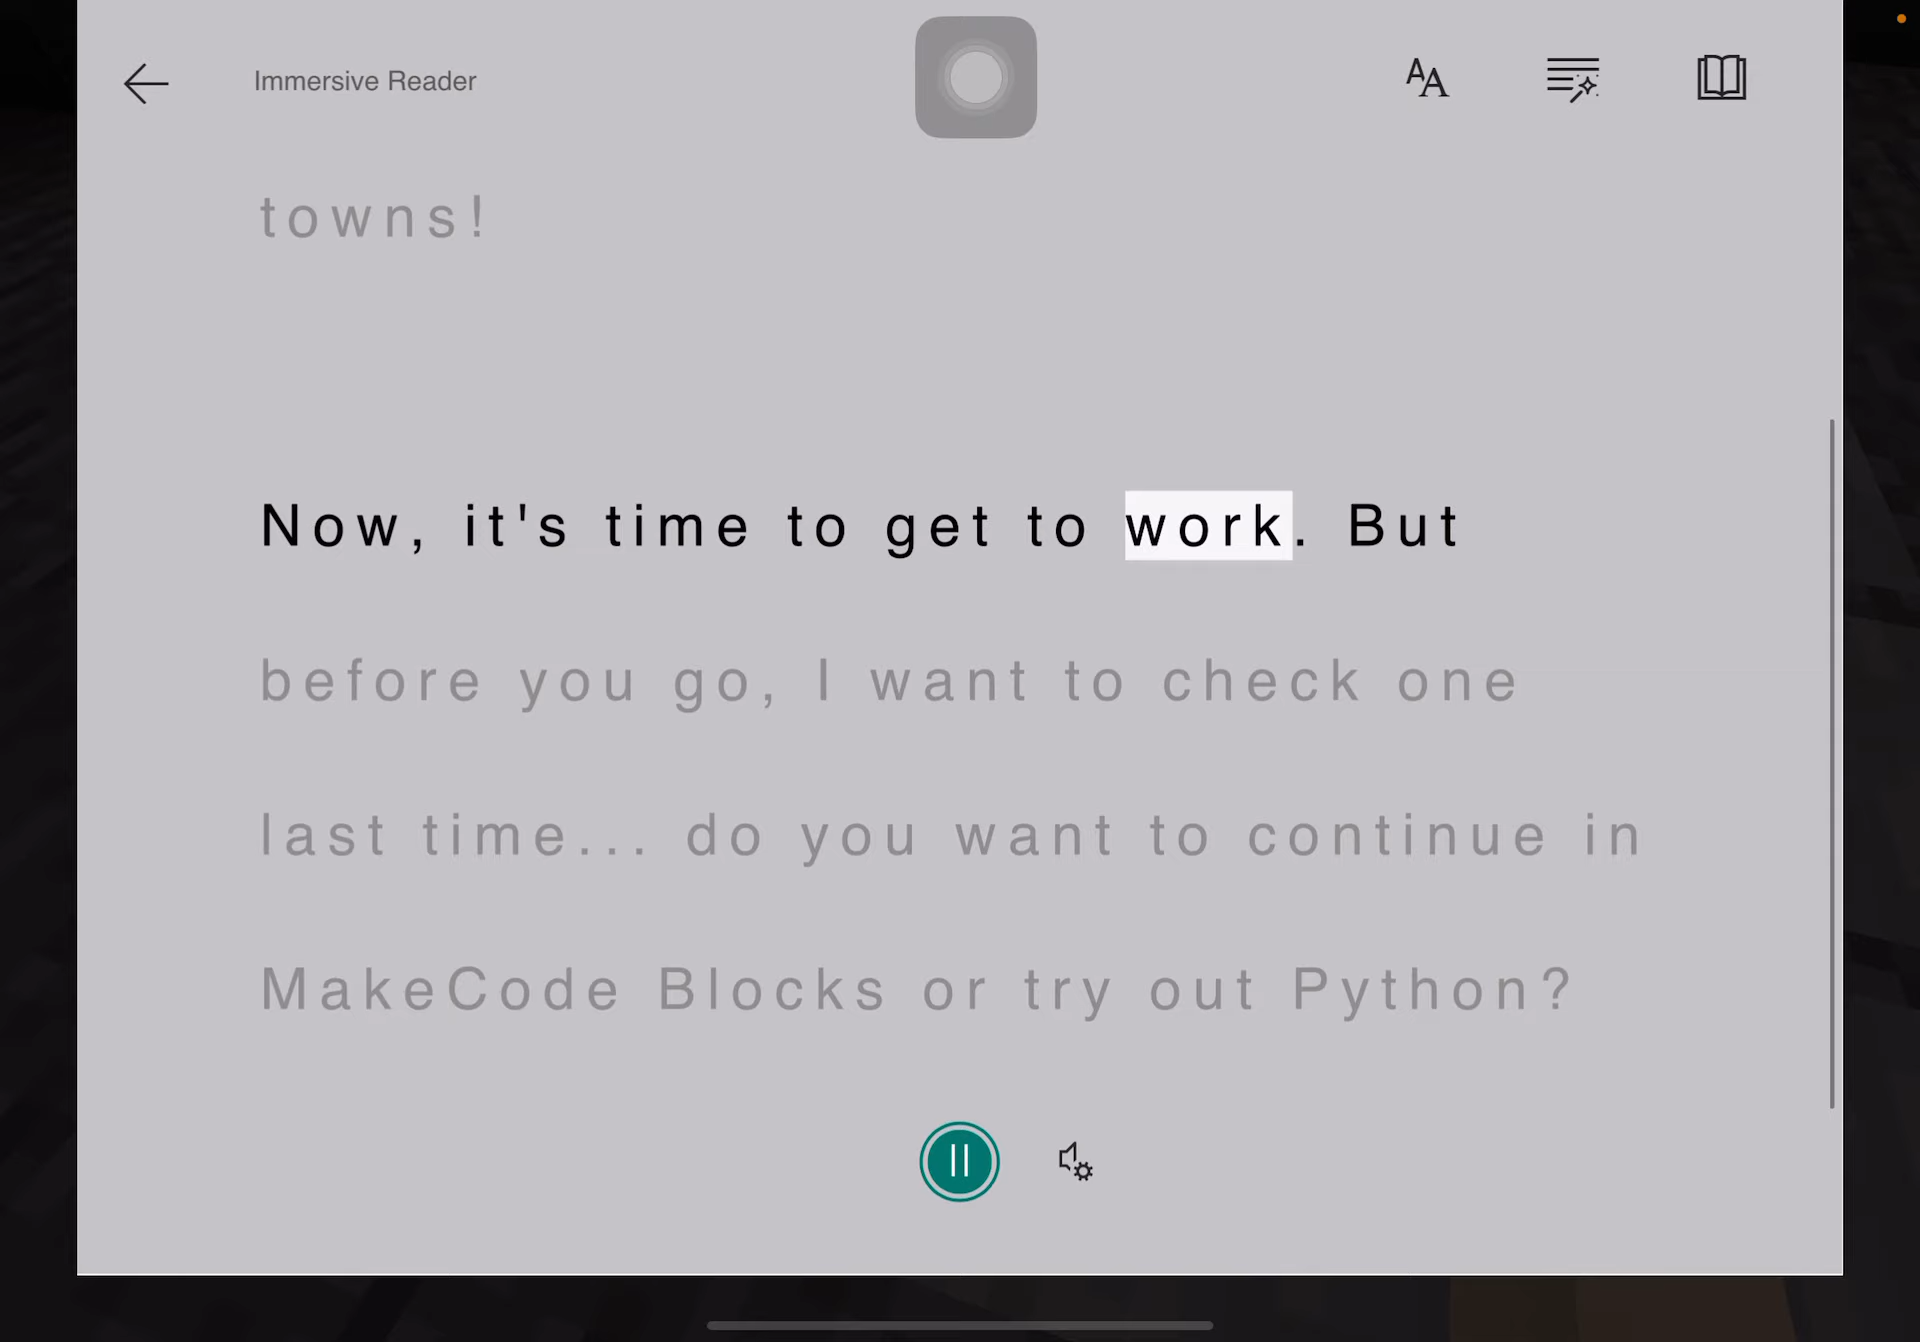 Immersive Reader
towns!
Now, it's time to get to work. But
before you go, I want to check one
last time... do you want to continue in
MakeCode Blocks or try out Python?